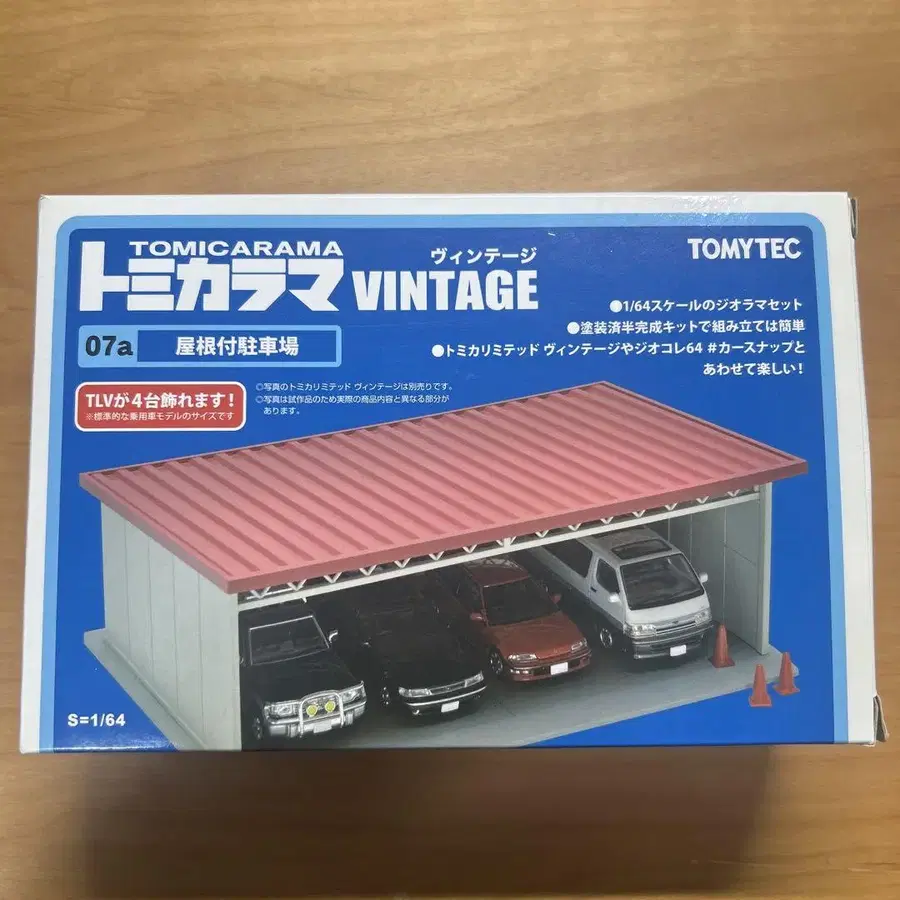 TOMICARAMA
トミカラマ VINTAGE
ヴィンテージ
TOMYTEC
07a 屋根付駐車場
●1/64スケールのジオラマセット
●塗装済半完成キットで組み立ては簡単
●トミカリミテッド ヴィンテージやジオコレ64 #カースナップと
あわせて楽しい！
TLVが4台飾れます！
※標準的な乗用車モデルのサイズです
◎写真のトミカリミテッド ヴィンテージは別売りです。
◎写真は試作品のため実際の商品内容と異なる部分が
あります。
S=1/64